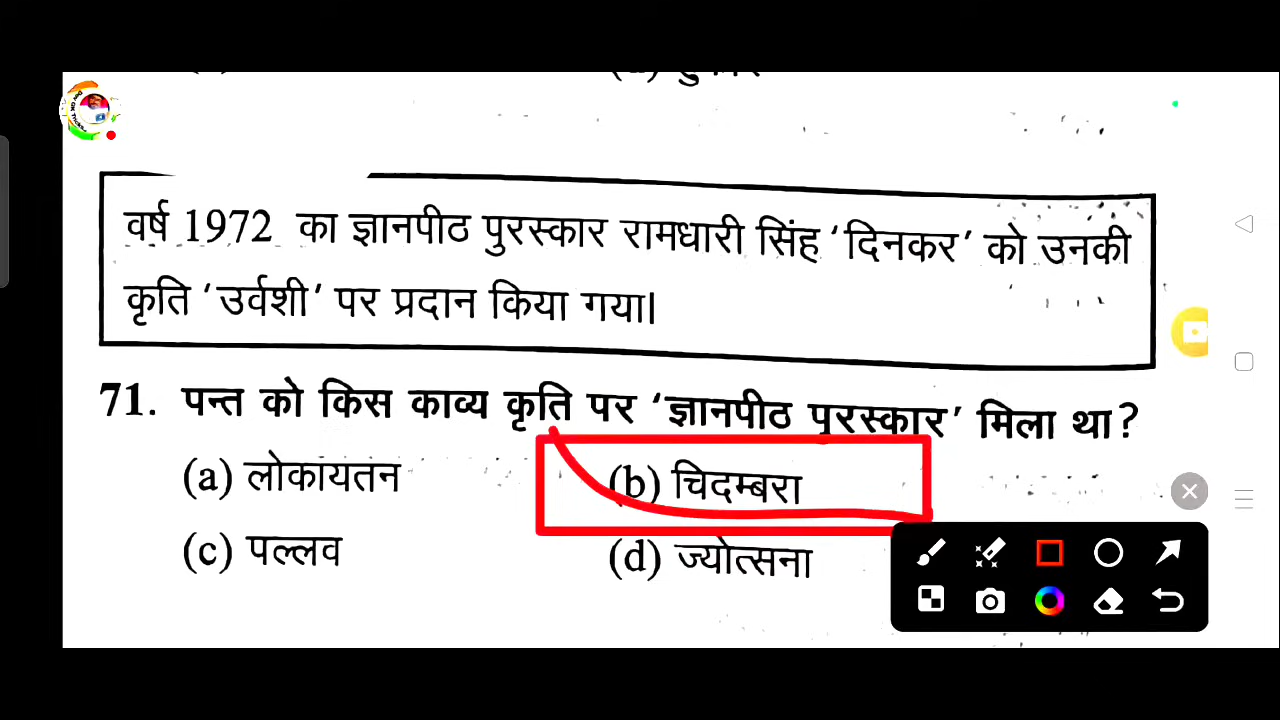 वर्ष 1972 का ज्ञानपीठ पुरस्कार रामधारी सिंह ‘दिनकर’ को उनकी
कृति ‘उर्वशी’ पर प्रदान किया गया।
71. पन्त को किस काव्य कृति पर ‘ज्ञानपीठ पुरस्कार’ मिला था?
(a) लोकायतन (b) चिदम्बरा
(c) पल्लव (d) ज्योत्सना